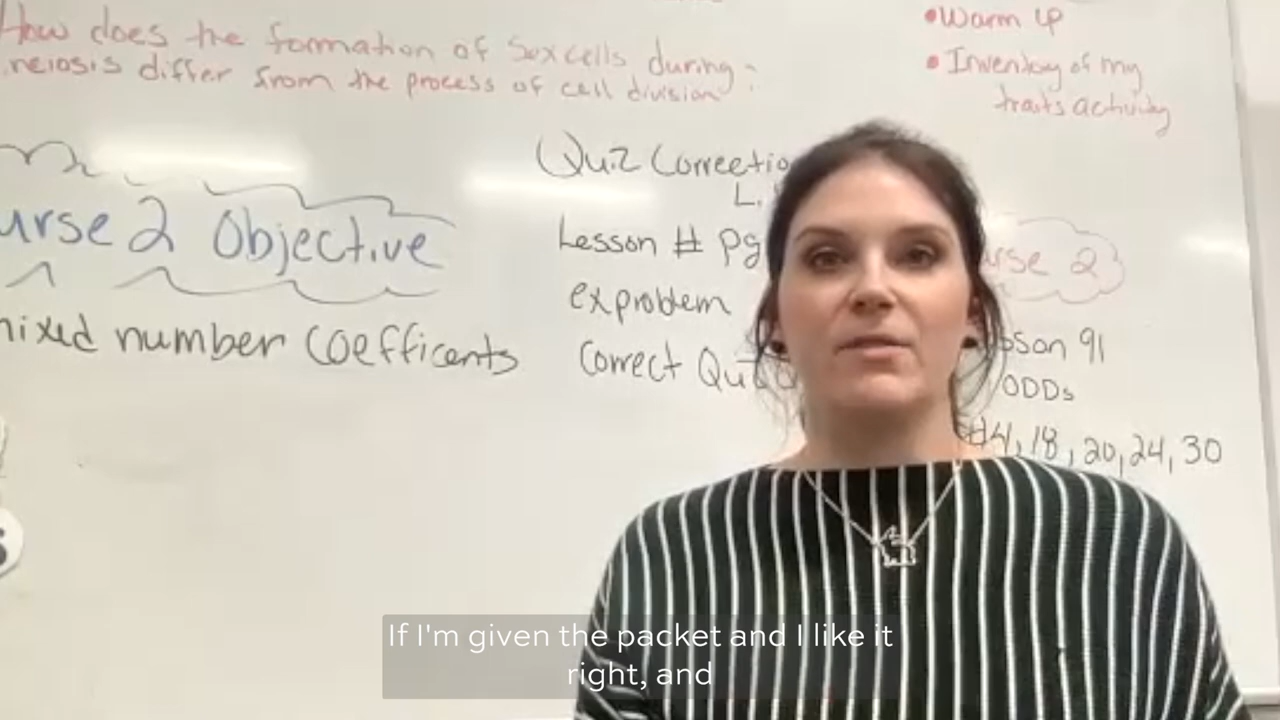 How does the formation of Sex cells during
meiosis differ from the process of cell division
•Warm up
•Inventory of my
traits activity
Quiz Correctio
L.
Lesson # pg
ex problem
Correct Qu
urse 2 Objective
mixed number Coefficents
rse 2
sson 91
ODDs
18, 20, 24, 30
If I'm given the packet and I like it
right, and